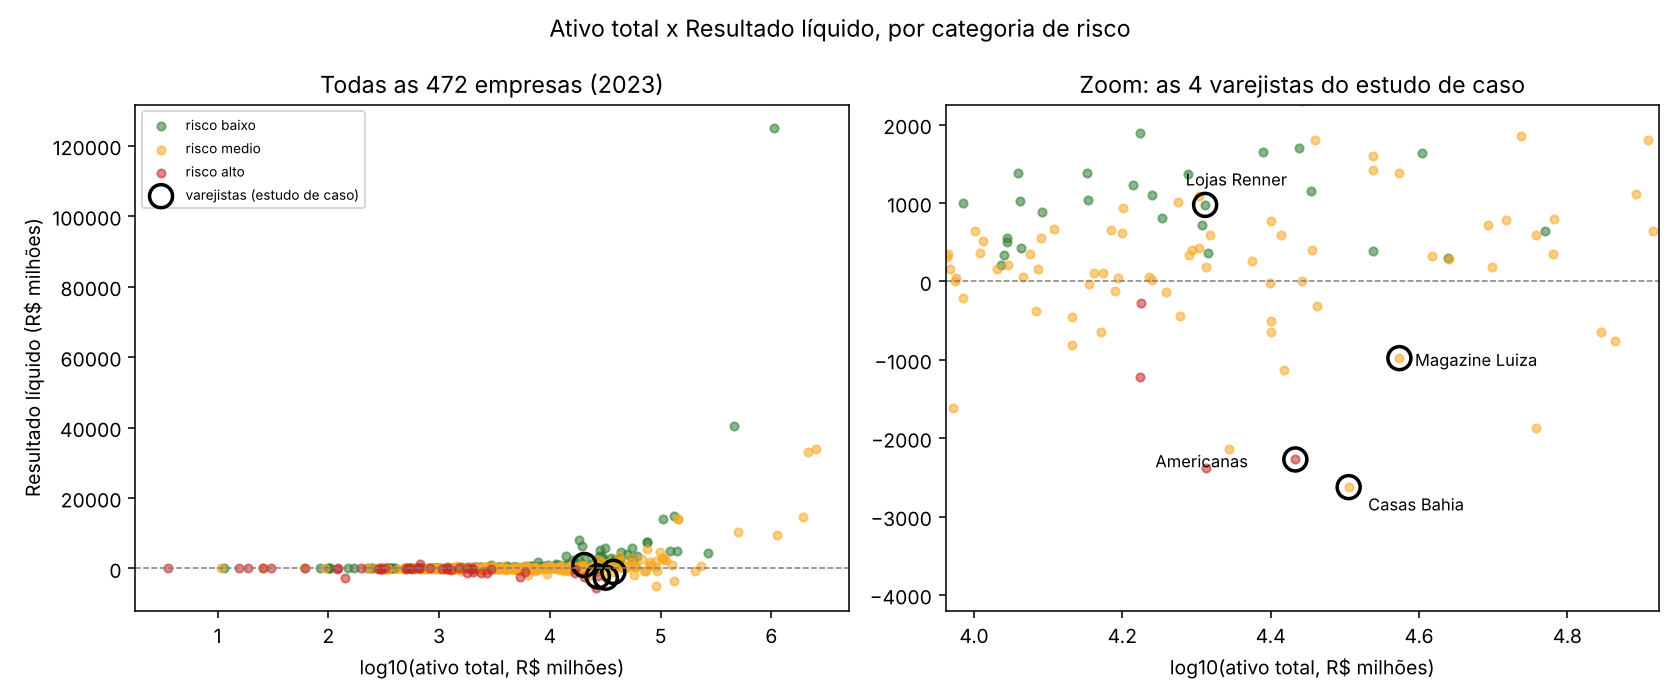 Ativo total x Resultado líquido, por categoria de risco
Todas as 472 empresas (2023)
risco baixo
risco medio
risco alto
varejistas (estudo de caso)
120000
100000
80000
60000
40000
20000
0
Resultado líquido (R$ milhões)
1 2 3 4 5 6
log10(ativo total, R$ milhões)
Zoom: as 4 varejistas do estudo de caso
2000
1000
0
−1000
−2000
−3000
−4000
Lojas Renner
Magazine Luiza
Americanas
Casas Bahia
4.0 4.2 4.4 4.6 4.8
log10(ativo total, R$ milhões)